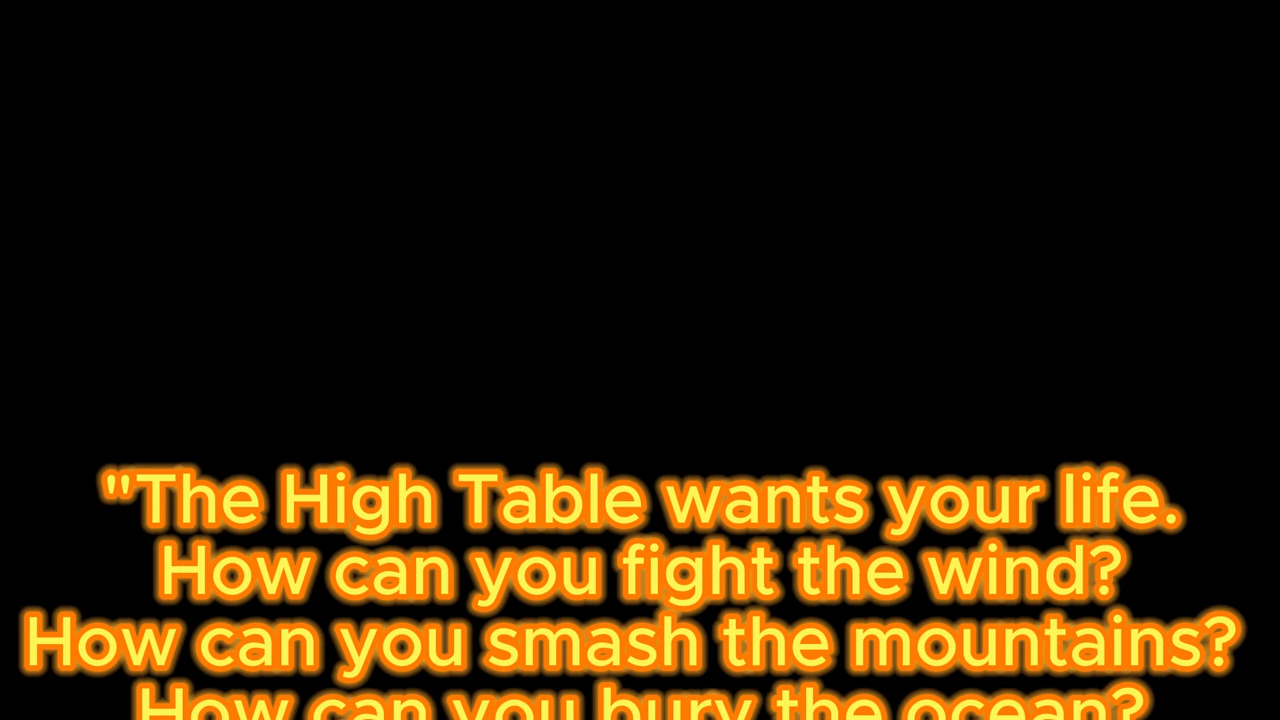 "The High Table wants your life.
How can you fight the wind?
How can you smash the mountains?
How can you bury the ocean?